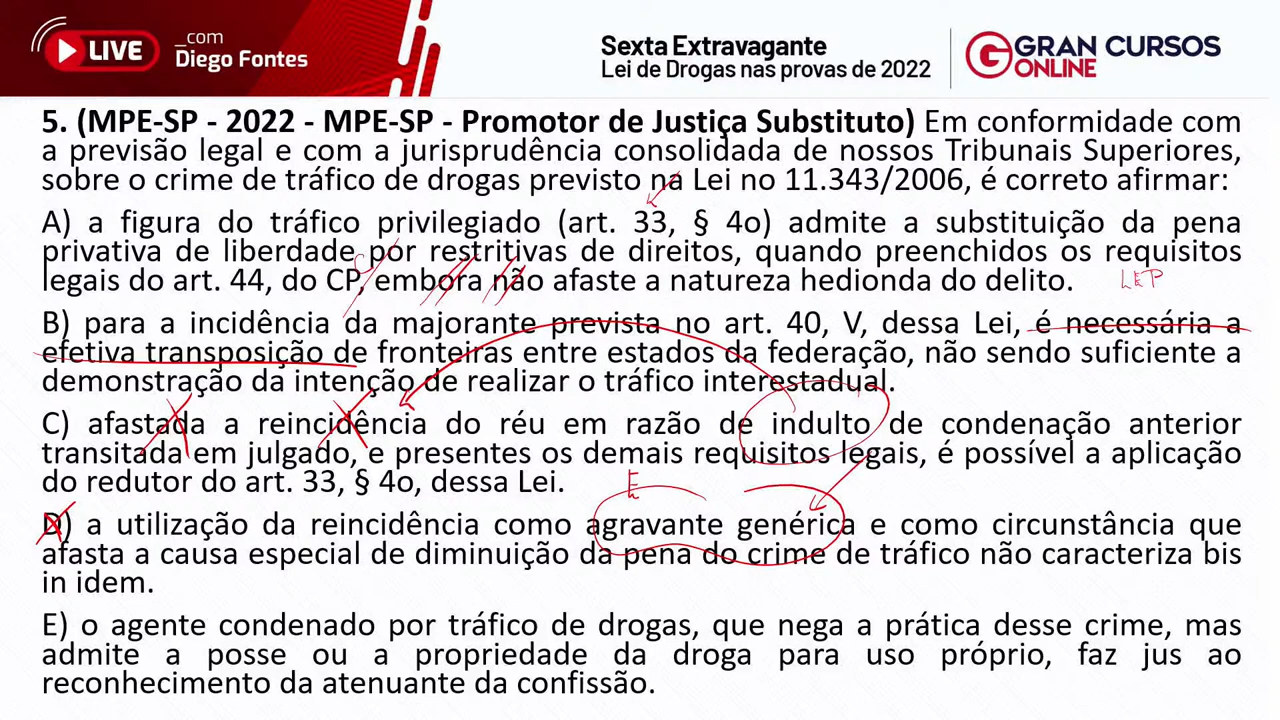 LIVE
_com
Diego Fontes
Sexta Extravagante
Lei de Drogas nas provas de 2022
GRAN CURSOS
ONLINE
5. (MPE-SP - 2022 - MPE-SP - Promotor de Justiça Substituto) Em conformidade com
a previsão legal e com a jurisprudência consolidada de nossos Tribunais Superiores,
sobre o crime de tráfico de drogas previsto na Lei no 11.343/2006, é correto afirmar:
A) a figura do tráfico privilegiado (art. 33, § 4o) admite a substituição da pena
privativa de liberdade por restritivas de direitos, quando preenchidos os requisitos
legais do art. 44, do CP, embora não afaste a natureza hedionda do delito.
LEP
B) para a incidência da majorante prevista no art. 40, V, dessa Lei, é necessária a
efetiva transposição de fronteiras entre estados da federação, não sendo suficiente a
demonstração da intenção de realizar o tráfico interestadual.
C) afastada a reincidência do réu em razão de indulto de condenação anterior
transitada em julgado, e presentes os demais requisitos legais, é possível a aplicação
do redutor do art. 33, § 4o, dessa Lei.
E
D) a utilização da reincidência como agravante genérica e como circunstância que
afasta a causa especial de diminuição da pena do crime de tráfico não caracteriza bis
in idem.
E) o agente condenado por tráfico de drogas, que nega a prática desse crime, mas
admite a posse ou a propriedade da droga para uso próprio, faz jus ao
reconhecimento da atenuante da confissão.